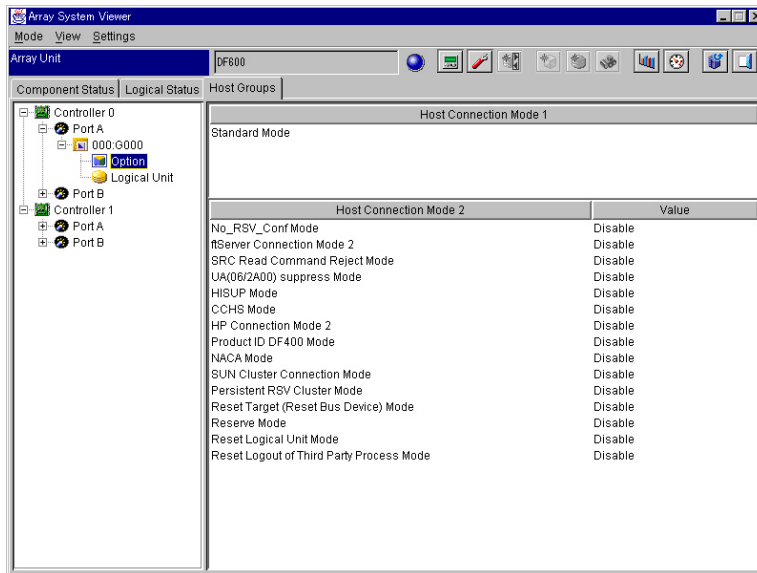 Array System Viewer
Mode View Settings
Array Unit DF600
Component Status Logical Status Host Groups
Controller 0
Port A
000:G000
Option
Logical Unit
Port B
Controller 1
Port A
Port B
Host Connection Mode 1
Standard Mode
Host Connection Mode 2 Value
No_RSV_Conf Mode Disable
ftServer Connection Mode 2 Disable
SRC Read Command Reject Mode Disable
UA(06/2A00) suppress Mode Disable
HISUP Mode Disable
CCHS Mode Disable
HP Connection Mode 2 Disable
Product ID DF400 Mode Disable
NACA Mode Disable
SUN Cluster Connection Mode Disable
Persistent RSV Cluster Mode Disable
Reset Target (Reset Bus Device) Mode Disable
Reserve Mode Disable
Reset Logical Unit Mode Disable
Reset Logout of Third Party Process Mode Disable